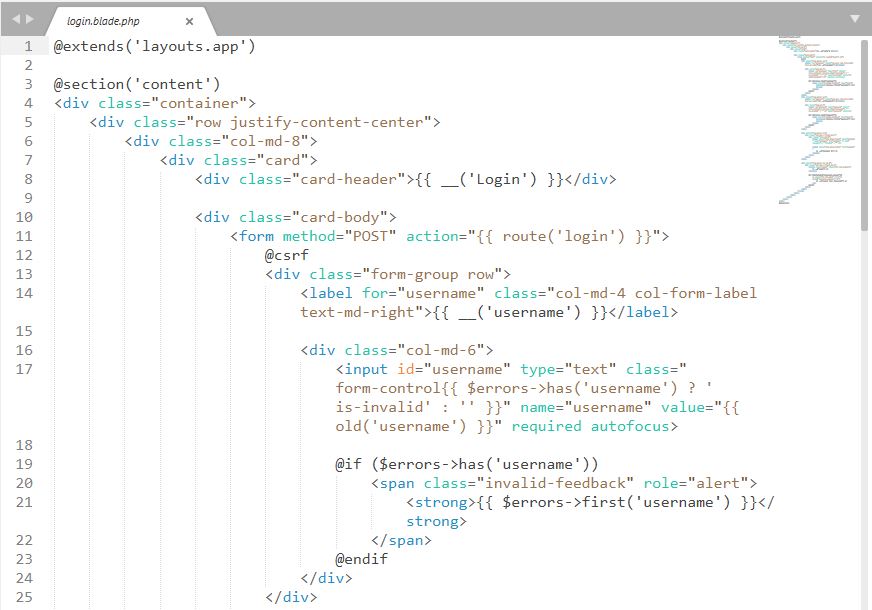 login.blade.php ×
1 @extends('layouts.app')
2
3 @section('content')
4 <div class="container">
5 <div class="row justify-content-center">
6 <div class="col-md-8">
7 <div class="card">
8 <div class="card-header">{{ __('Login') }}</div>
9
10 <div class="card-body">
11 <form method="POST" action="{{ route('login') }}">
12 @csrf
13 <div class="form-group row">
14 <label for="username" class="col-md-4 col-form-label
text-md-right">{{ __('username') }}</label>
15
16 <div class="col-md-6">
17 <input id="username" type="text" class="
form-control{{ $errors->has('username') ? '
is-invalid' : '' }}" name="username" value="{{
old('username') }}" required autofocus>
18
19 @if ($errors->has('username'))
20 <span class="invalid-feedback" role="alert">
21 <strong>{{ $errors->first('username') }}</
strong>
22 </span>
23 @endif
24 </div>
25 </div>